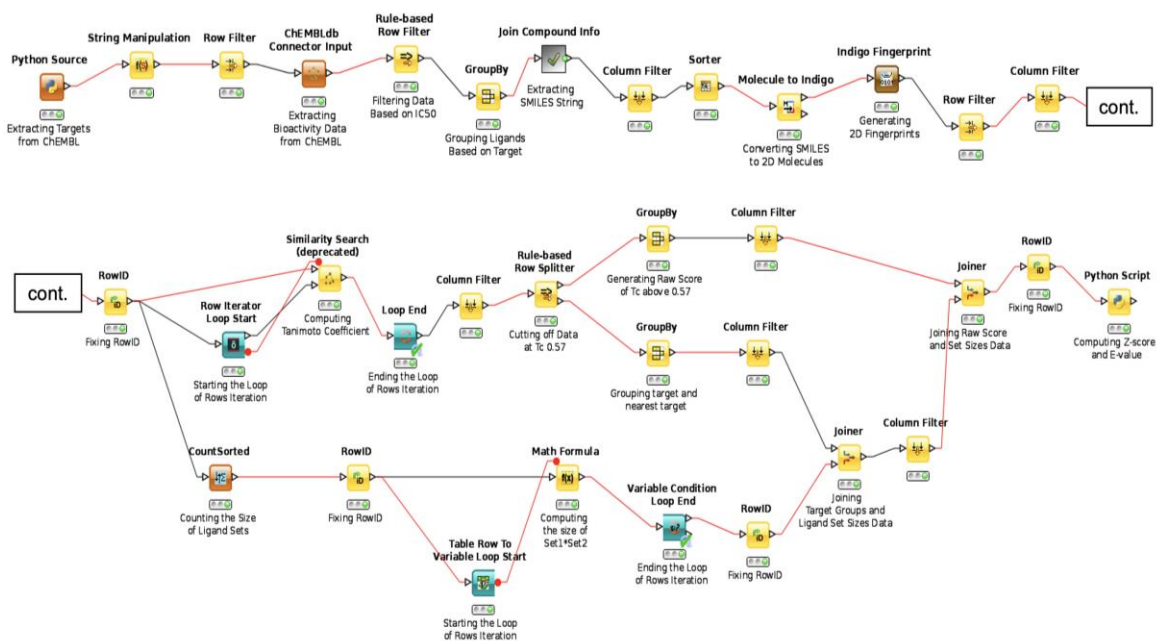 Python Source
Extracting Targets
from ChEMBL
String Manipulation
Row Filter
ChEMBLdb
Connector Input
Extracting
Bioactivity Data
from ChEMBL
Rule-based
Row Filter
Filtering Data
Based on IC50
GroupBy
Grouping Ligands
Based on Target
Join Compound Info
Extracting
SMILES String
Column Filter
Sorter
Molecule to Indigo
Converting SMILES
to 2D Molecules
Indigo Fingerprint
Generating
2D Fingerprints
Row Filter
Column Filter
cont.
cont.
RowID
Fixing RowID
Row Iterator
Loop Start
Starting the Loop
of Rows Iteration
Similarity Search
(deprecated)
Computing
Tanimoto Coefficient
Loop End
Ending the Loop
of Rows Iteration
Column Filter
Rule-based
Row Splitter
Cutting off Data
at Tc 0.57
GroupBy
Generating Raw Score
of Tc above 0.57
Column Filter
GroupBy
Grouping target and
nearest target
Column Filter
Joiner
Joining Raw Score
and Set Sizes Data
RowID
Fixing RowID
Python Script
Computing Z-score
and E-value
CountSorted
Counting the Size
of Ligand Sets
RowID
Fixing RowID
Table Row To
Variable Loop Start
Starting the Loop
of Rows Iteration
Math Formula
Computing
the size of
Set1*Set2
Variable Condition
Loop End
Ending the Loop
of Rows Iteration
RowID
Fixing RowID
Joiner
Joining
Target Groups and
Ligand Set Sizes Data
Column Filter